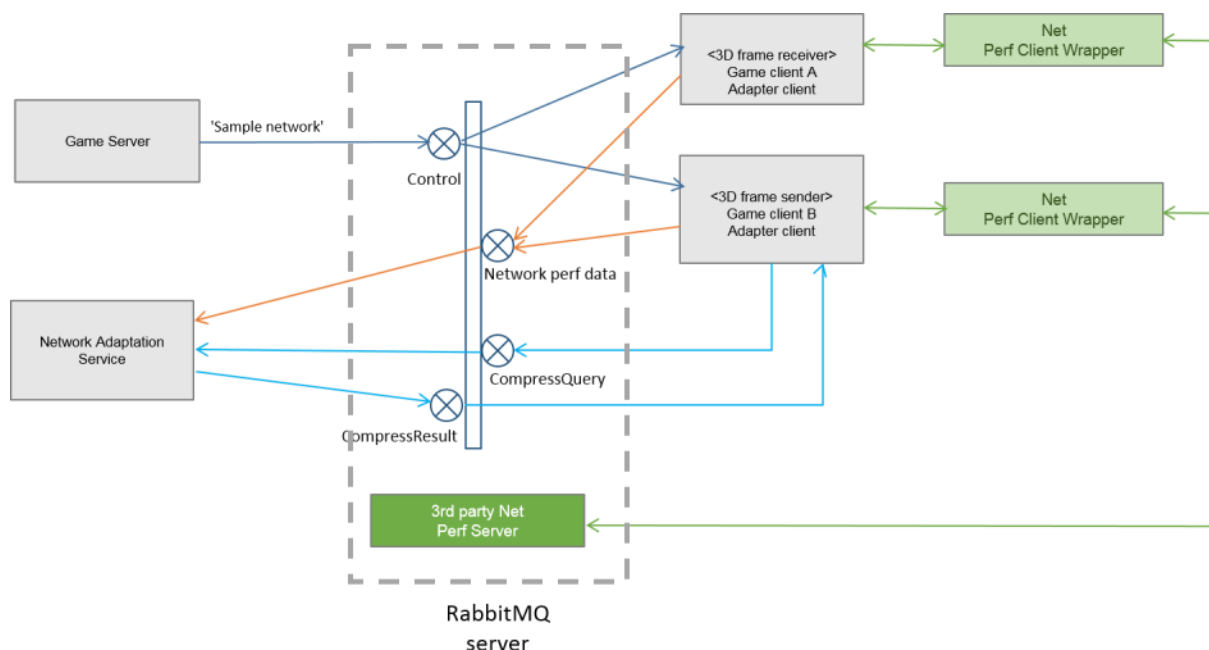 <3D frame receiver>
Game client A
Adapter client
Net
Perf Client Wrapper
'Sample network'
Game Server
Control
<3D frame sender>
Game client B
Adapter client
Net
Perf Client Wrapper
Network perf data
Network Adaptation
Service
CompressQuery
CompressResult
3rd party Net
Perf Server
RabbitMQ
server